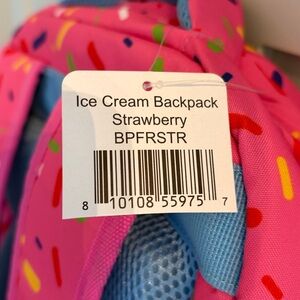 Ice Cream Backpack
Strawberry
BPFRSTR
8 10108 55975 7